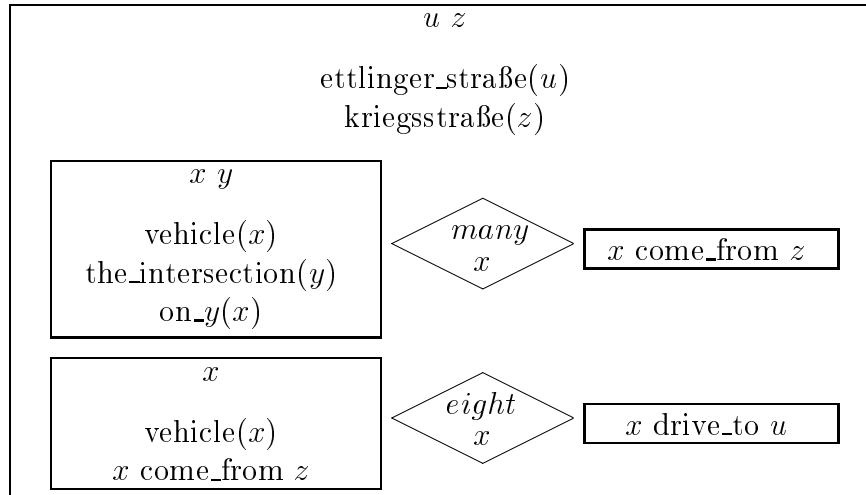 u z
ettlinger_straße(u)
kriegsstraße(z)
x y
vehicle(x)
the_intersection(y)
on_y(x)
many
x
x come_from z
x
vehicle(x)
x come_from z
eight
x
x drive_to u